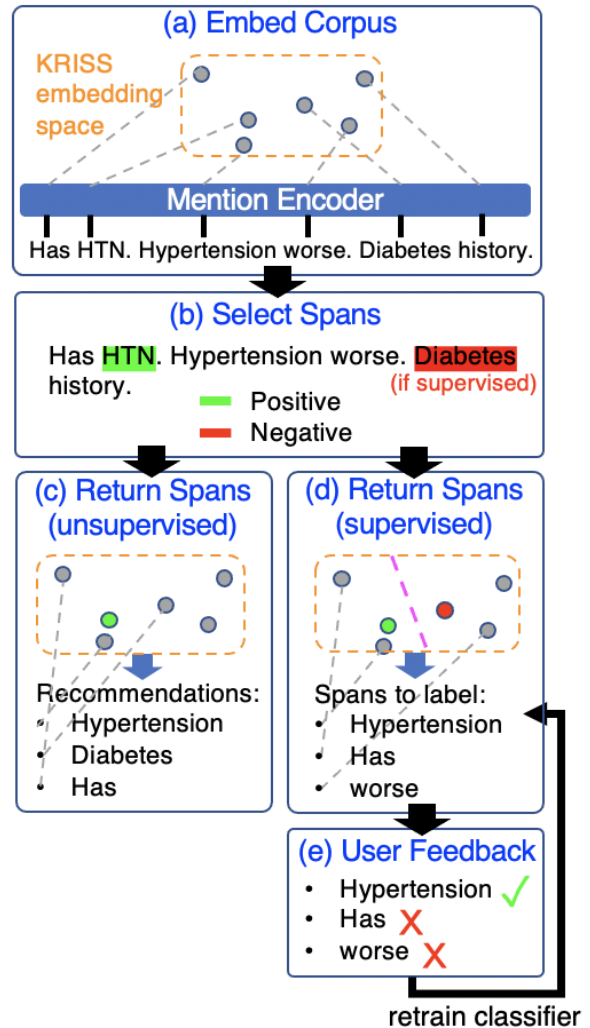 (a) Embed Corpus
KRISS
embedding
space
Mention Encoder
Has HTN. Hypertension worse. Diabetes history.
(b) Select Spans
Has HTN. Hypertension worse. Diabetes
history.
(if supervised)
Positive
Negative
(c) Return Spans
(unsupervised)
Recommendations:
• Hypertension
• Diabetes
• Has
(d) Return Spans
(supervised)
Spans to label:
• Hypertension
• Has
• worse
(e) User Feedback
• Hypertension ✓
• Has X
• worse X
retrain classifier